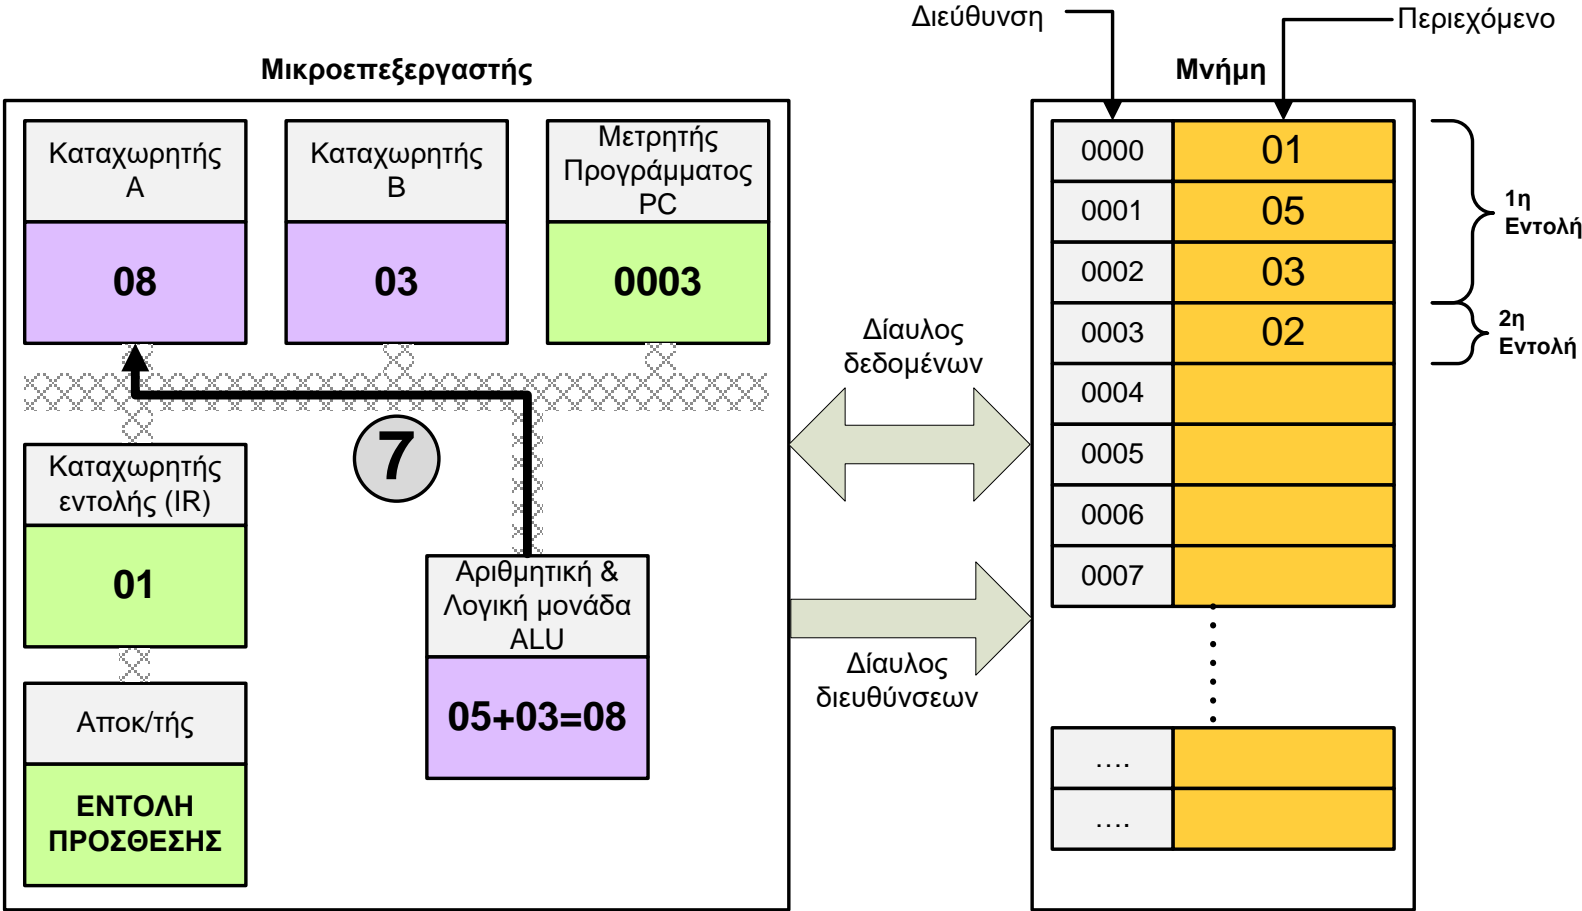 Διεύθυνση
Περιεχόμενο
Μικροεπεξεργαστής
Μνήμη
Καταχωρητής
Α
08
Καταχωρητής
Β
03
Μετρητής
Προγράμματος
PC
0003
7
Καταχωρητής
εντολής (IR)
01
Αποκ/τής
ΕΝΤΟΛΗ
ΠΡΟΣΘΕΣΗΣ
Αριθμητική &
Λογική μονάδα
ALU
05+03=08
Δίαυλος
δεδομένων
Δίαυλος
διευθύνσεων
0000 01
0001 05
0002 03
0003 02
0004
0005
0006
0007
....
....
1η
Εντολή
2η
Εντολή